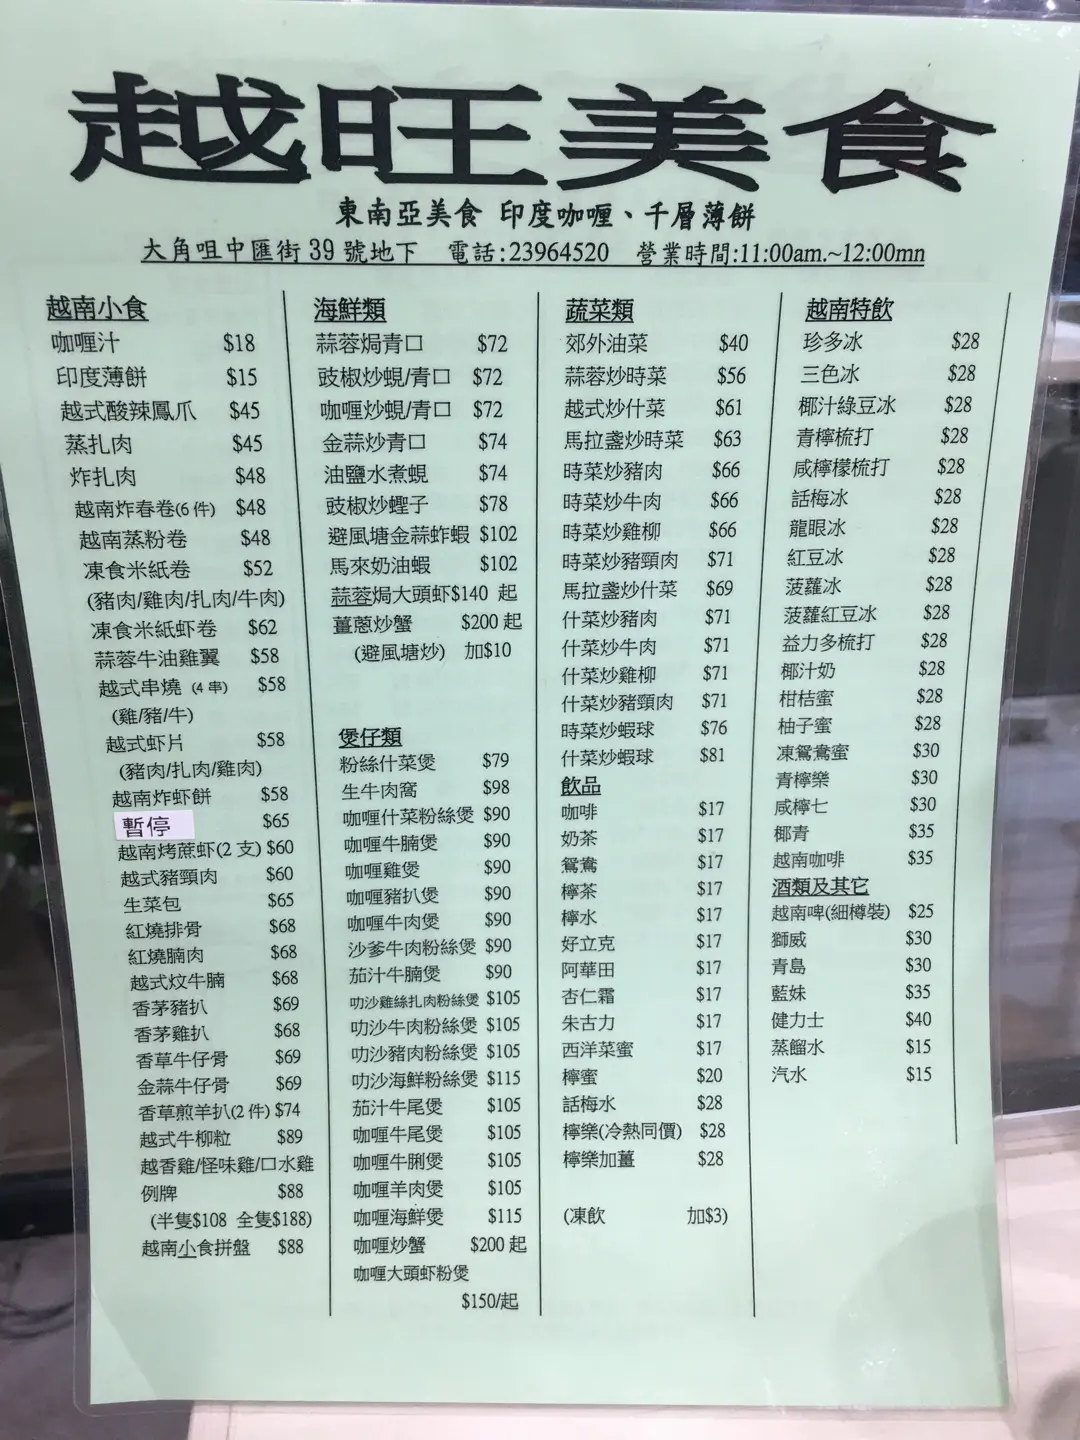 越旺美食
東南亞美食 印度咖喱、千層薄餅
大角咀中匯街 39 號地下 電話:23964520 營業時間:11:00am.~12:00mn
越南小食
咖喱汁 $18
印度薄餅 $15
越式酸辣鳳爪 $45
蒸扎肉 $45
炸扎肉 $48
越南炸春卷(6 件) $48
越南蒸粉卷 $48
凍食米紙卷 $52
(豬肉/雞肉/扎肉/牛肉)
凍食米紙虾卷 $62
蒜蓉牛油雞翼 $58
越式串燒 (4 串) $58
(雞/豬/牛)
越式虾片 $58
(豬肉/扎肉/雞肉)
越南炸虾餅 $58
暫停 $65
越南烤蔗虾(2 支) $60
越式豬頸肉 $60
生菜包 $65
紅燒排骨 $68
紅燒腩肉 $68
越式炆牛腩 $68
香茅豬扒 $69
香茅雞扒 $68
香草牛仔骨 $69
金蒜牛仔骨 $69
香草煎羊扒(2 件) $74
越式牛柳粒 $89
越香雞/怪味雞/口水雞
例牌 $88
(半隻$108 全隻$188)
越南小食拼盤 $88
海鮮類
蒜蓉焗青口 $72
豉椒炒蜆/青口 $72
咖喱炒蜆/青口 $72
金蒜炒青口 $74
油鹽水煮蜆 $74
豉椒炒蟶子 $78
避風塘金蒜蚱蝦 $102
馬來奶油蝦 $102
蒜蓉焗大頭虾$140 起
薑蔥炒蟹 $200 起
(避風塘炒) 加$10
煲仔類
粉絲什菜煲 $79
生牛肉窩 $98
咖喱什菜粉絲煲 $90
咖喱牛腩煲 $90
咖喱雞煲 $90
咖喱豬扒煲 $90
咖喱牛肉煲 $90
沙爹牛肉粉絲煲 $90
茄汁牛腩煲 $90
叻沙雞絲扎肉粉絲煲 $105
叻沙牛肉粉絲煲 $105
叻沙豬肉粉絲煲 $105
叻沙海鮮粉絲煲 $115
茄汁牛尾煲 $105
咖喱牛尾煲 $105
咖喱牛脷煲 $105
咖喱羊肉煲 $105
咖喱海鮮煲 $115
咖喱炒蟹 $200 起
咖喱大頭虾粉煲
$150/起
蔬菜類
郊外油菜 $40
蒜蓉炒時菜 $56
越式炒什菜 $61
馬拉盞炒時菜 $63
時菜炒豬肉 $66
時菜炒牛肉 $66
時菜炒雞柳 $66
時菜炒豬頸肉 $71
馬拉盞炒什菜 $69
什菜炒豬肉 $71
什菜炒牛肉 $71
什菜炒雞柳 $71
什菜炒豬頸肉 $71
時菜炒蝦球 $76
什菜炒蝦球 $81
飲品
咖啡 $17
奶茶 $17
鴛鴦 $17
檸茶 $17
檸水 $17
好立克 $17
阿華田 $17
杏仁霜 $17
朱古力 $17
西洋菜蜜 $17
檸蜜 $20
話梅水 $28
檸樂(冷熱同價) $28
檸樂加薑 $28
(凍飲 加$3)
越南特飲
珍多冰 $28
三色冰 $28
椰汁綠豆冰 $28
青檸梳打 $28
咸檸檬梳打 $28
話梅冰 $28
龍眼冰 $28
紅豆冰 $28
菠蘿冰 $28
菠蘿紅豆冰 $28
益力多梳打 $28
椰汁奶 $28
柑桔蜜 $28
柚子蜜 $28
凍鴛鴦蜜 $30
青檸樂 $30
咸檸七 $30
椰青 $35
越南咖啡 $35
酒類及其它
越南啤(細樽裝) $25
獅威 $30
青島 $30
藍妹 $35
健力士 $40
蒸餾水 $15
汽水 $15